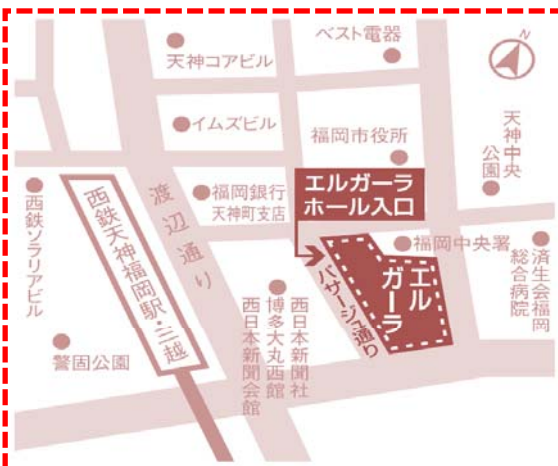 N
ベスト電器
天神コアビル
イムズビル
福岡市役所
天神中央
公園
西鉄ソラリアビル
西鉄天神福岡駅・三越
渡辺通り
福岡銀行
天神町支店
エルガーラ
ホール入口
福岡中央署
済生会福岡
総合病院
エル
ガーラ
パサージュ通り
西日本新聞社
博多大丸西館
西日本新聞会館
警固公園